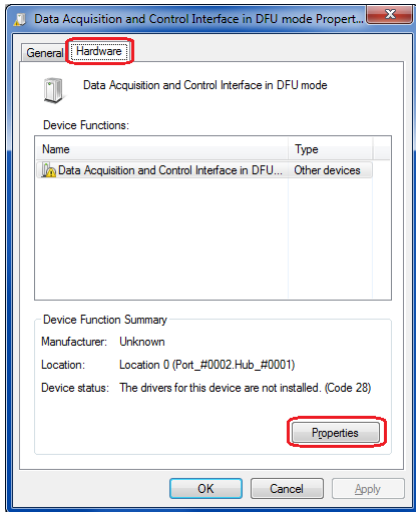 Data Acquisition and Control Interface in DFU mode Propert...
General Hardware
Data Acquisition and Control Interface in DFU mode
Device Functions:
Name Type
Data Acquisition and Control Interface in DFU... Other devices
Device Function Summary
Manufacturer: Unknown
Location: Location 0 (Port_#0002.Hub_#0001)
Device status: The drivers for this device are not installed. (Code 28)
Properties
OK Cancel Apply